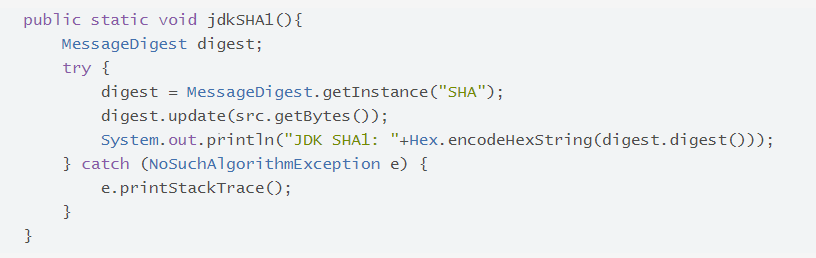 public static void jdkSHA1(){
    MessageDigest digest;
    try {
        digest = MessageDigest.getInstance("SHA");
        digest.update(src.getBytes());
        System.out.println("JDK SHA1: "+Hex.encodeHexString(digest.digest()));
    } catch (NoSuchAlgorithmException e) {
        e.printStackTrace();
    }
}